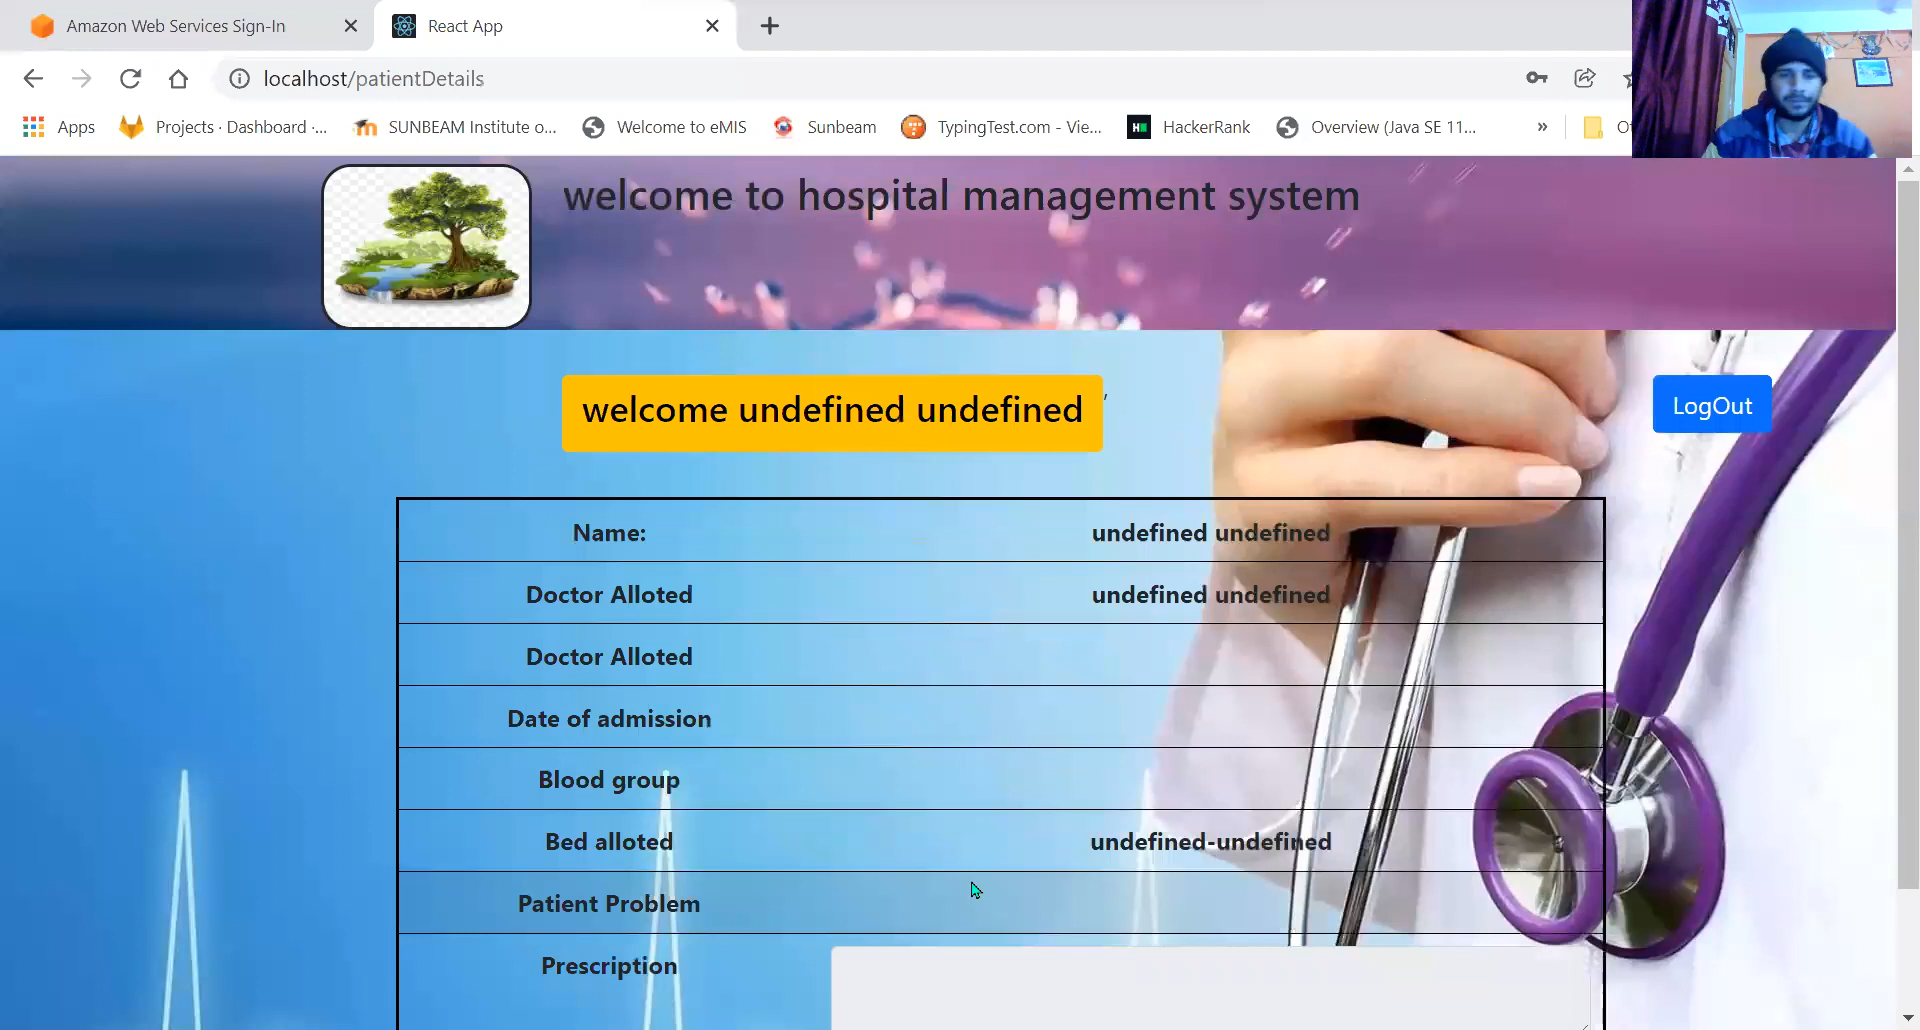 Amazon Web Services Sign-In
React App
localhost/patientDetails
Apps
Projects · Dashboard ·...
SUNBEAM Institute o...
Welcome to eMIS
Sunbeam
TypingTest.com - Vie...
HackerRank
Overview (Java SE 11...
»
welcome to hospital management system
welcome undefined undefined
,
LogOut
Name: undefined undefined
Doctor Alloted undefined undefined
Doctor Alloted
Date of admission
Blood group
Bed alloted undefined-undefined
Patient Problem
Prescription